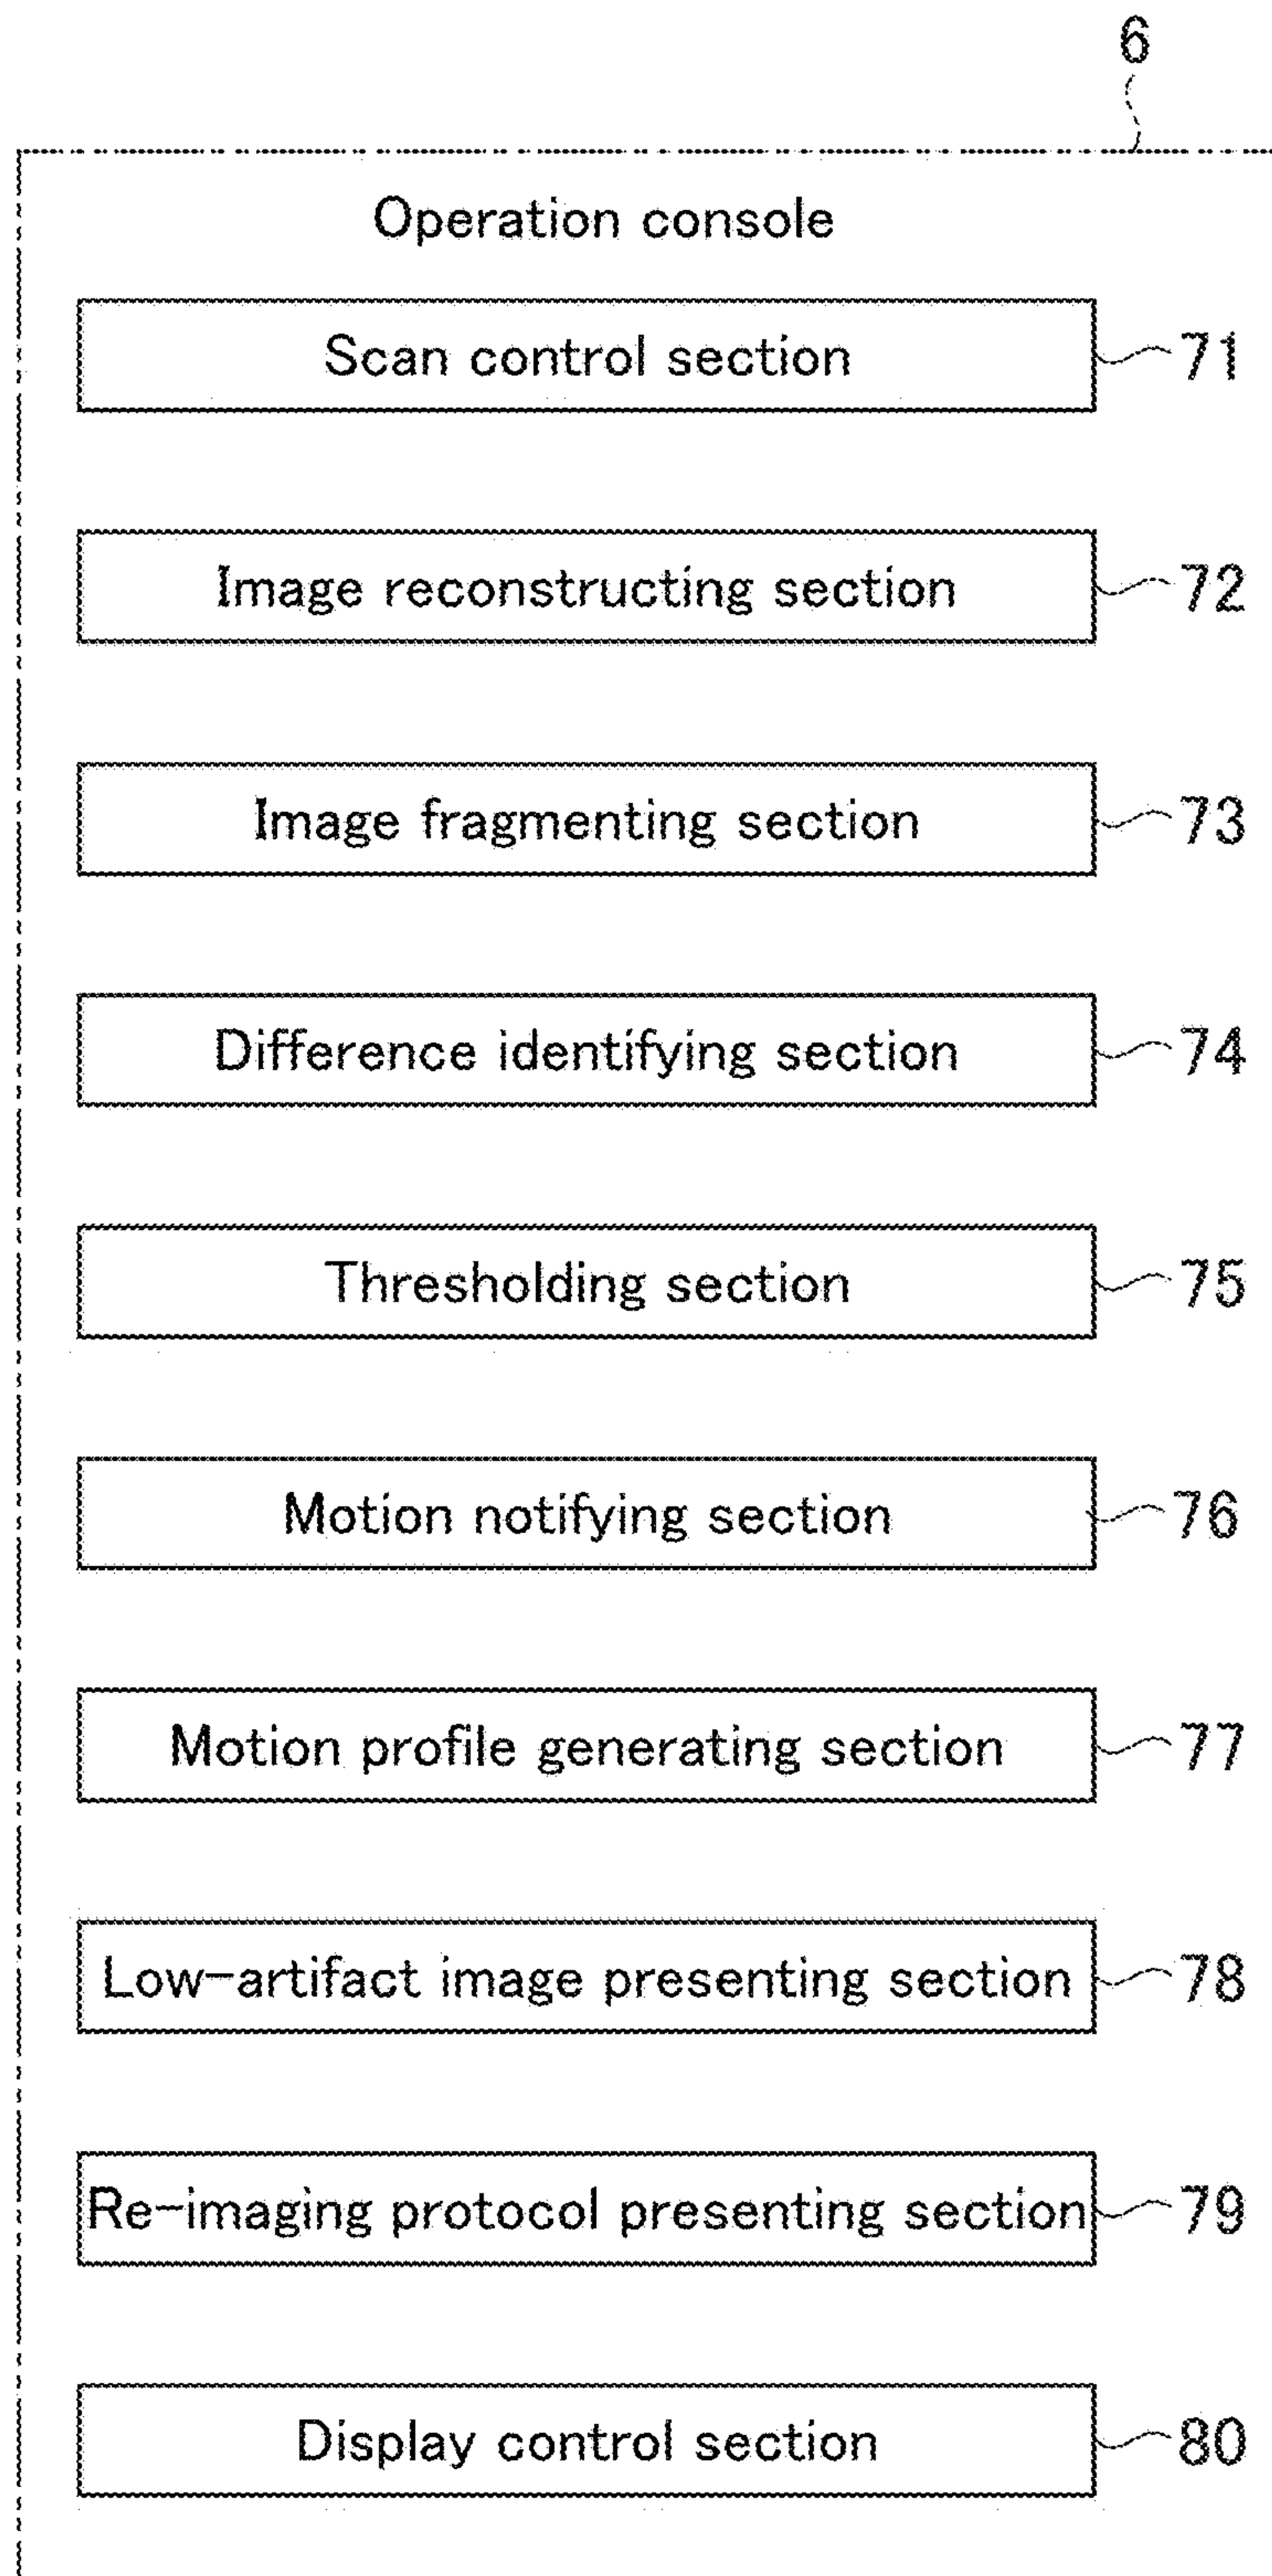 6
Operation console
Scan control section 71
Image reconstructing section 72
Image fragmenting section 73
Difference identifying section 74
Thresholding section 75
Motion notifying section 76
Motion profile generating section 77
Low-artifact image presenting section 78
Re-imaging protocol presenting section 79
Display control section 80